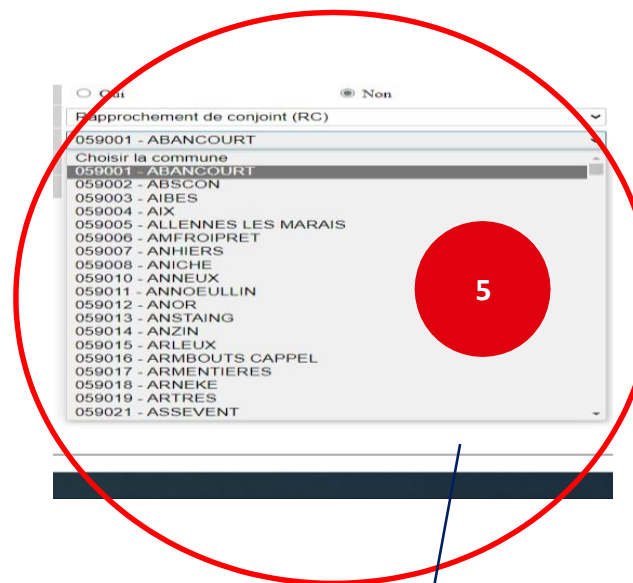 Oui Non
Rapprochement de conjoint (RC)
059001 - ABANCOURT
Choisir la commune
059001 - ABANCOURT
059002 - ABSCON
059003 - AIBES
059004 - AIX
059005 - ALLENNES LES MARAIS
059006 - AMFROIPRET
059007 - ANHIERS
059008 - ANICHE
059010 - ANNEUX
059011 - ANNOEULLIN
059012 - ANOR
059013 - ANSTAING
059014 - ANZIN
059015 - ARLEUX
059016 - ARMBOUTS CAPPEL
059017 - ARMENTIERES
059018 - ARNEKE
059019 - ARTRES
059021 - ASSEVENT
5